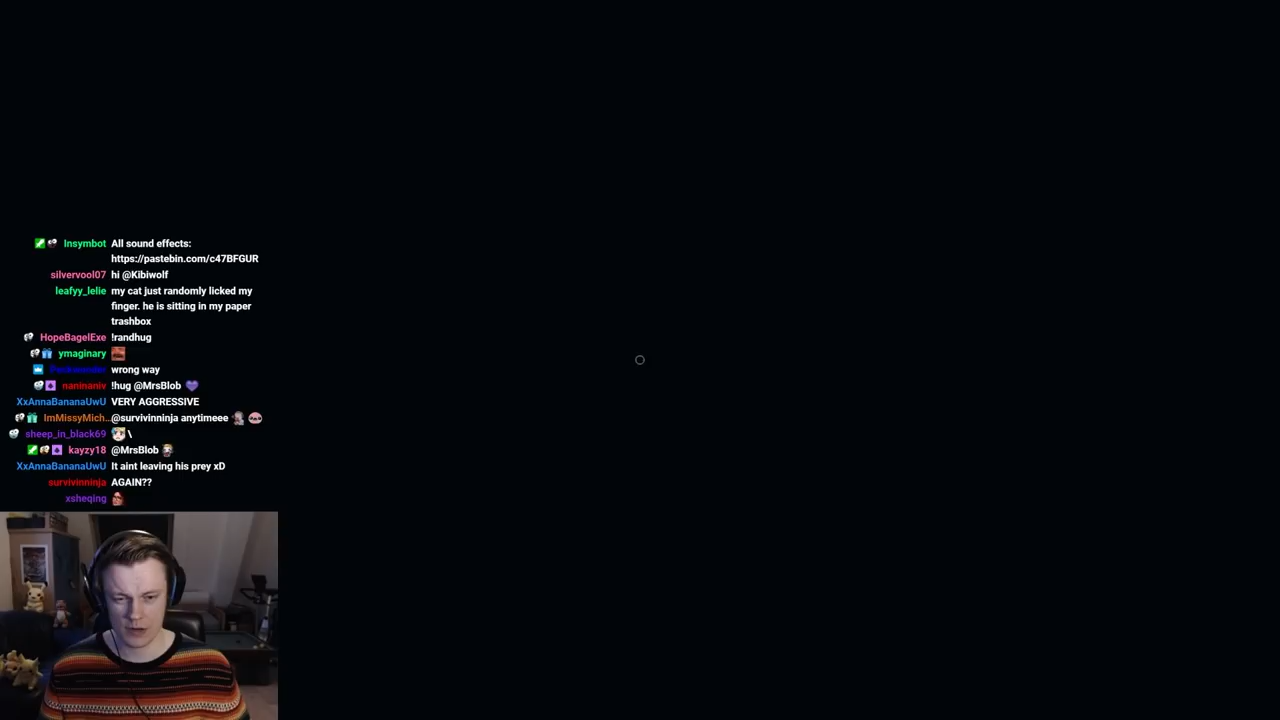 Insymbot All sound effects:
https://pastebin.com/c47BFGUR
silvervool07 hi @Kibiwolf
leafyy_lelie my cat just randomly licked my
finger. he is sitting in my paper
trashbox
HopeBagelExe !randhug
ymaginary
wrong way
naninaniv !hug @MrsBlob
XxAnnaBananaUwU VERY AGGRESSIVE
ImMissyMich... @survivinninja anytimeee
sheep_in_black69 \
kayzy18 @MrsBlob
XxAnnaBananaUwU It aint leaving his prey xD
survivinninja AGAIN??
xsheqing